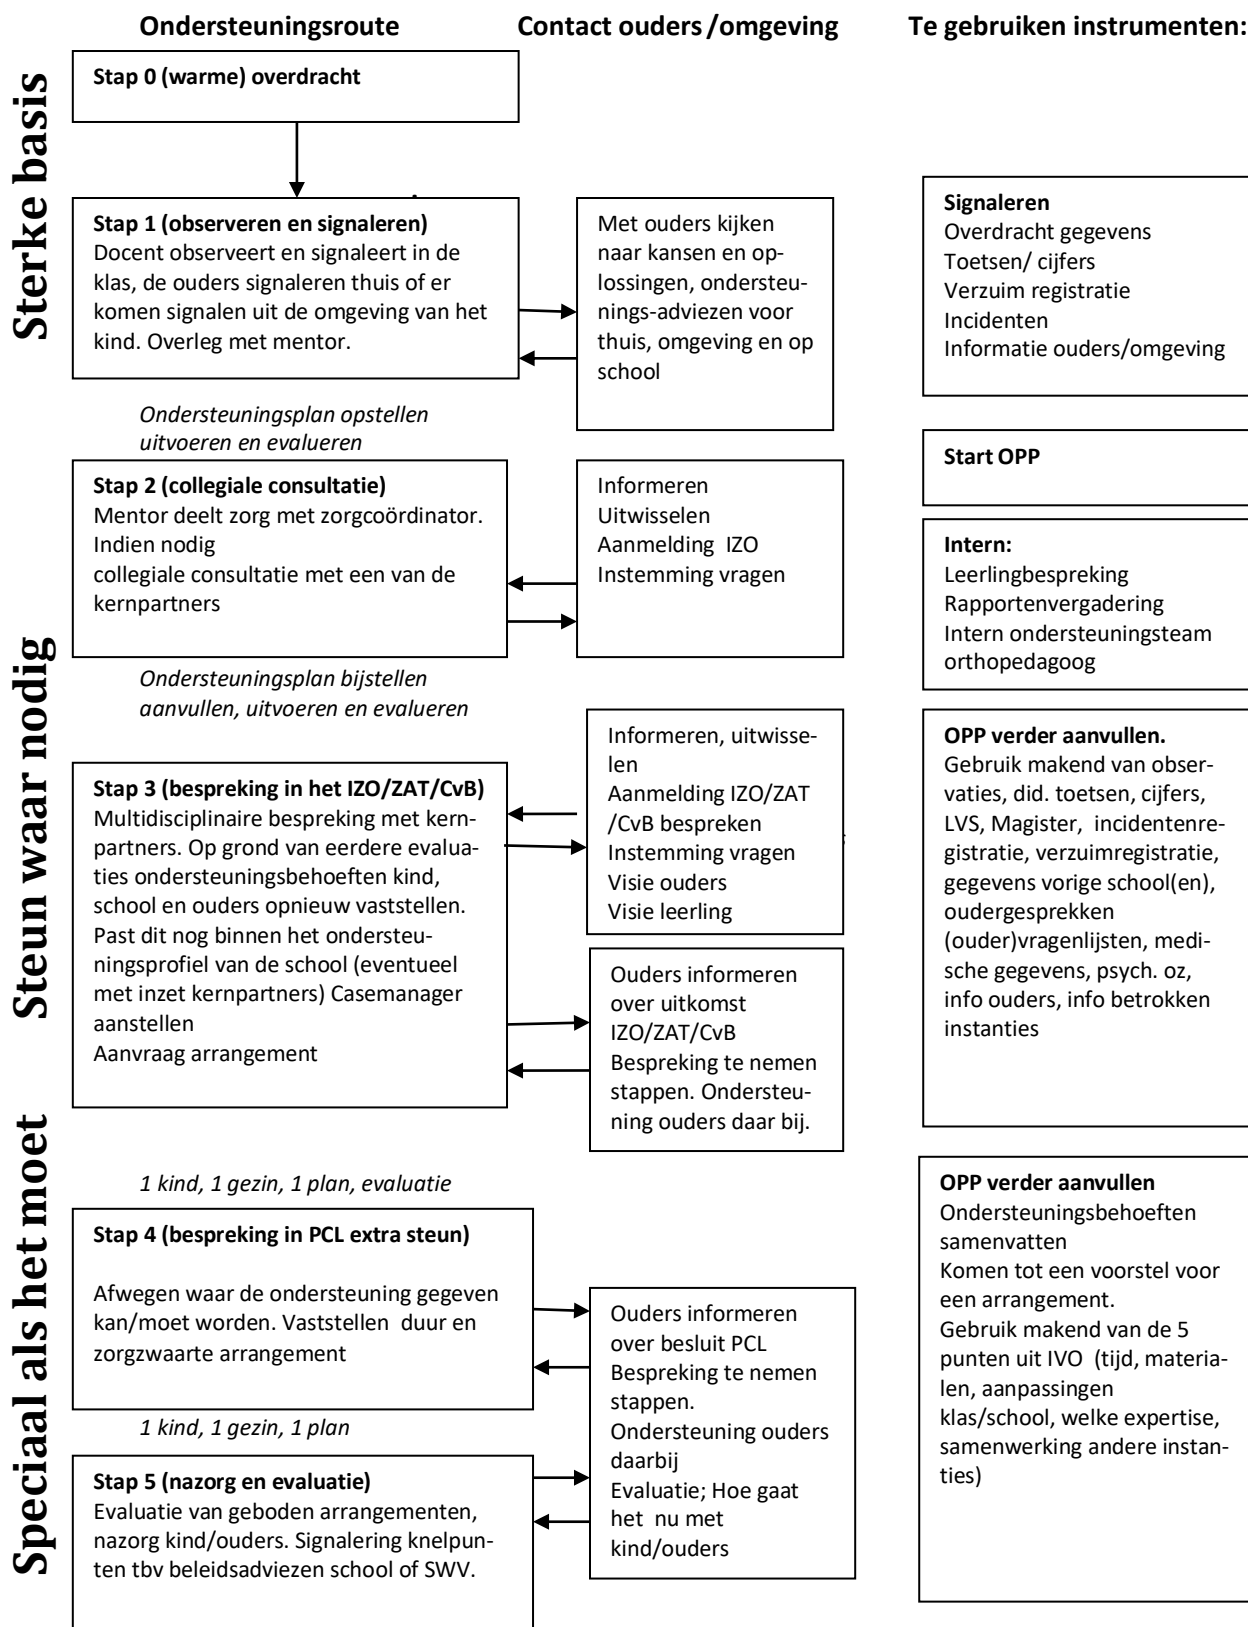 Ondersteuningsroute
Contact ouders /omgeving
Te gebruiken instrumenten:
Sterke basis
Stap 0 (warme) overdracht
Stap 1 (observeren en signaleren)
Docent observeert en signaleert in de
klas, de ouders signaleren thuis of er
komen signalen uit de omgeving van het
kind. Overleg met mentor.
Met ouders kijken
naar kansen en op-
lossingen, ondersteu-
nings-adviezen voor
thuis, omgeving en op
school
Signaleren
Overdracht gegevens
Toetsen/ cijfers
Verzuim registratie
Incidenten
Informatie ouders/omgeving
Ondersteuningsplan opstellen
uitvoeren en evalueren
Steun waar nodig
Stap 2 (collegiale consultatie)
Mentor deelt zorg met zorgcoördinator.
Indien nodig
collegiale consultatie met een van de
kernpartners
Informeren
Uitwisselen
Aanmelding  IZO
Instemming vragen
Start OPP
Intern:
Leerlingbespreking
Rapportenvergadering
Intern ondersteuningsteam
orthopedagoog
Ondersteuningsplan bijstellen
aanvullen, uitvoeren en evalueren
Stap 3 (bespreking in het IZO/ZAT/CvB)
Multidisciplinaire bespreking met kern-
partners. Op grond van eerdere evalua-
ties ondersteuningsbehoeften kind,
school en ouders opnieuw vaststellen.
Past dit nog binnen het ondersteu-
ningsprofiel van de school (eventueel
met inzet kernpartners) Casemanager
aanstellen
Aanvraag arrangement
Informeren, uitwisse-
len
Aanmelding IZO/ZAT
/CvB bespreken
Instemming vragen
Visie ouders
Visie leerling
Ouders informeren
over uitkomst
IZO/ZAT/CvB
Bespreking te nemen
stappen. Ondersteu-
ning ouders daar bij.
OPP verder aanvullen.
Gebruik makend van obser-
vaties, did. toetsen, cijfers,
LVS, Magister,  incidentenre-
gistratie, verzuimregistratie,
gegevens vorige school(en),
oudergesprekken
(ouder)vragenlijsten, medi-
sche gegevens, psych. oz,
info ouders, info betrokken
instanties
Speciaal als het moet
1 kind, 1 gezin, 1 plan, evaluatie
Stap 4 (bespreking in PCL extra steun)
Afwegen waar de ondersteuning gegeven
kan/moet worden. Vaststellen  duur en
zorgzwaarte arrangement
1 kind, 1 gezin, 1 plan
Stap 5 (nazorg en evaluatie)
Evaluatie van geboden arrangementen,
nazorg kind/ouders. Signalering knelpun-
ten tbv beleidsadviezen school of SWV.
Ouders informeren
over besluit PCL
Bespreking te nemen
stappen.
Ondersteuning ouders
daarbij
Evaluatie; Hoe gaat
het  nu met
kind/ouders
OPP verder aanvullen
Ondersteuningsbehoeften
samenvatten
Komen tot een voorstel voor
een arrangement.
Gebruik makend van de 5
punten uit IVO  (tijd, materia-
len, aanpassingen
klas/school, welke expertise,
samenwerking andere instan-
ties)